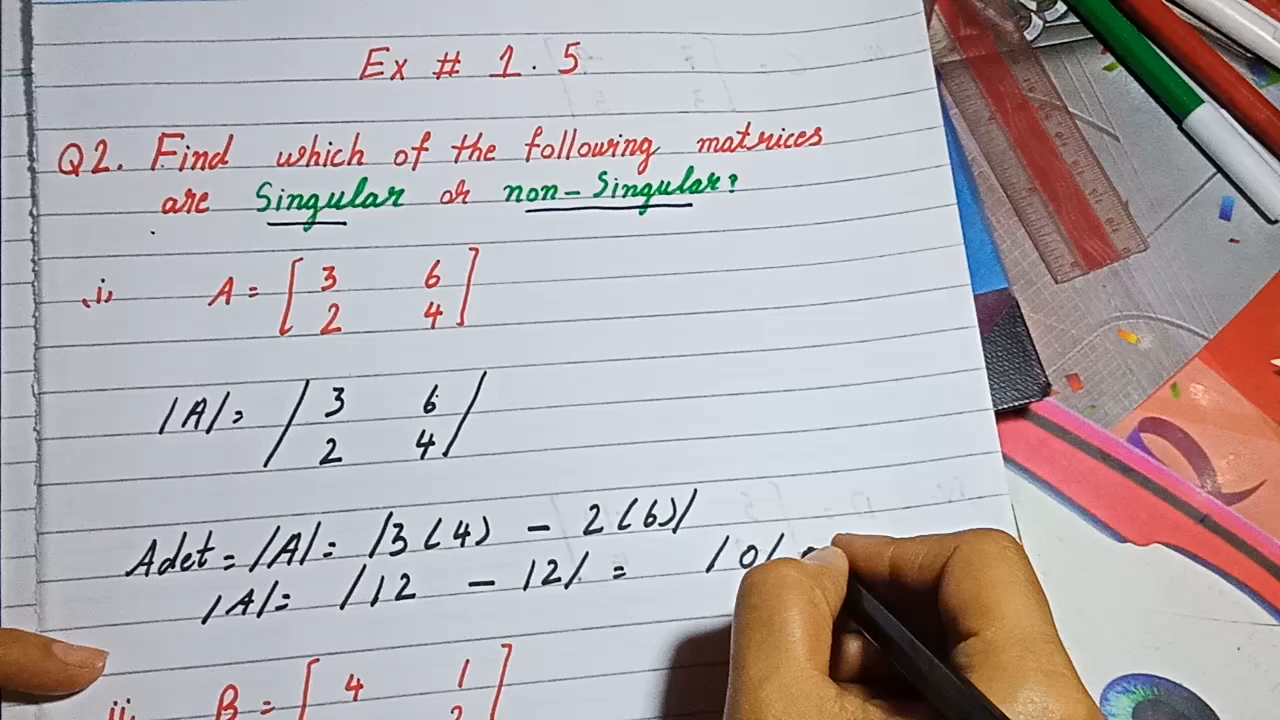 Ex # 1.5
Q2. Find which of the following matrices
are Singular or non-Singular?
i, A = [ 3 6
2 4 ]
|A| = | 3 6
2 4 |
Adet = |A| = |3(4) - 2(6)|
|A| = |12 - 12| = |0| =
ii. B = [ 4 1
2 ]